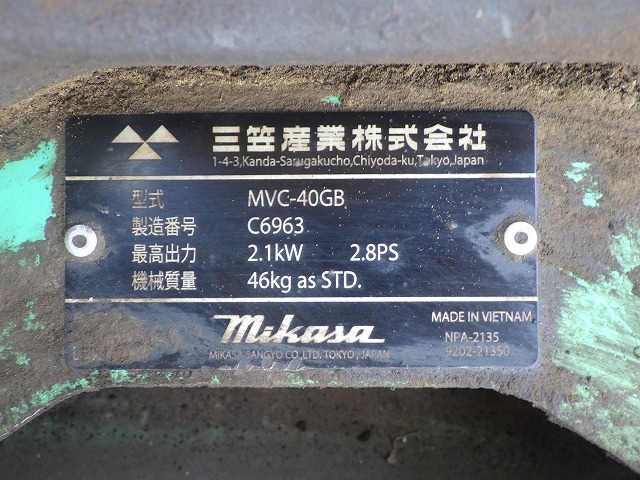 三笠産業株式会社
1-4-3,Kanda-Sarugakucho,Chiyoda-ku,Tokyo,Japan
型式 MVC-40GB
製造番号 C6963
最高出力 2.1kW 2.8PS
機械質量 46kg as STD.
mikasa
MIKASA SANGYO CO.,LTD. TOKYO, JAPAN
MADE IN VIETNAM
NPA-2135
9202-21350